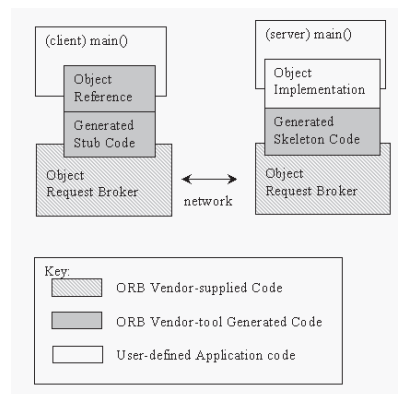 (client) main()
Object
Reference
Generated
Stub Code
Object
Request Broker
network
(server) main()
Object
Implementation
Generated
Skeleton Code
Object
Request Broker
Key:
ORB Vendor-supplied Code
ORB Vendor-tool Generated Code
User-defined Application code